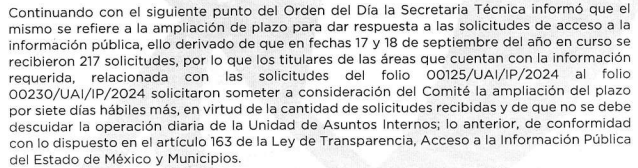 Continuando con el siguiente punto del Orden del Día la Secretaria Técnica informó que el
mismo se refiere a la ampliación de plazo para dar respuesta a las solicitudes de acceso a la
información pública, ello derivado de que en fechas 17 y 18 de septiembre del año en curso se
recibieron 217 solicitudes, por lo que los titulares de las áreas que cuentan con la información
requerida, relacionada con las solicitudes del folio 00125/UAI/IP/2024 al folio
00230/UAI/IP/2024 solicitaron someter a consideración del Comité la ampliación del plazo
por siete días hábiles más, en virtud de la cantidad de solicitudes recibidas y de que no se debe
descuidar la operación diaria de la Unidad de Asuntos Internos; lo anterior, de conformidad
con lo dispuesto en el artículo 163 de la Ley de Transparencia, Acceso a la Información Pública
del Estado de México y Municipios.